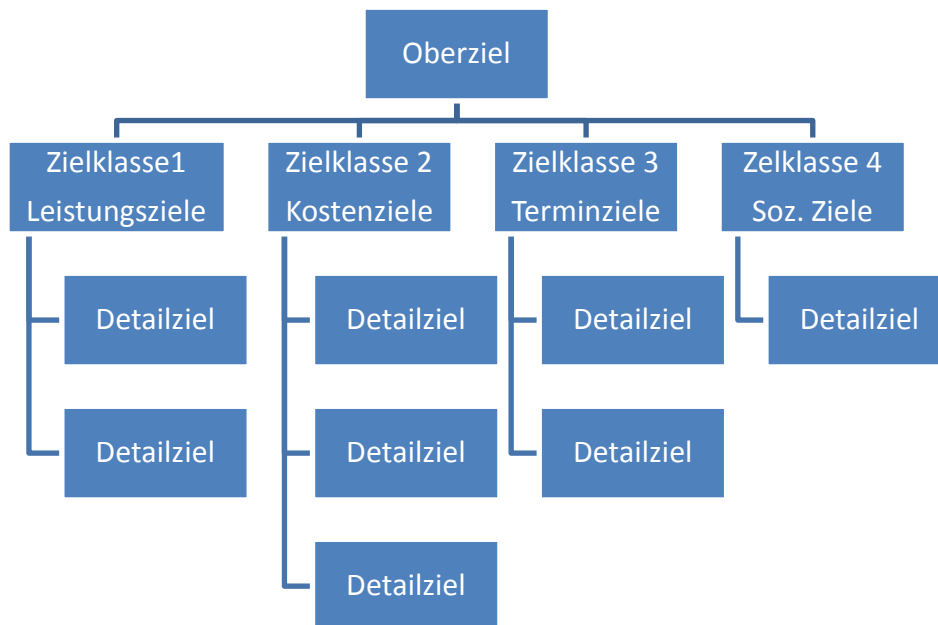 Oberziel
Zielklasse1
Leistungsziele
Zielklasse 2
Kostenziele
Zielklasse 3
Terminziele
Zelklasse 4
Soz. Ziele
Detailziel
Detailziel
Detailziel
Detailziel
Detailziel
Detailziel
Detailziel
Detailziel